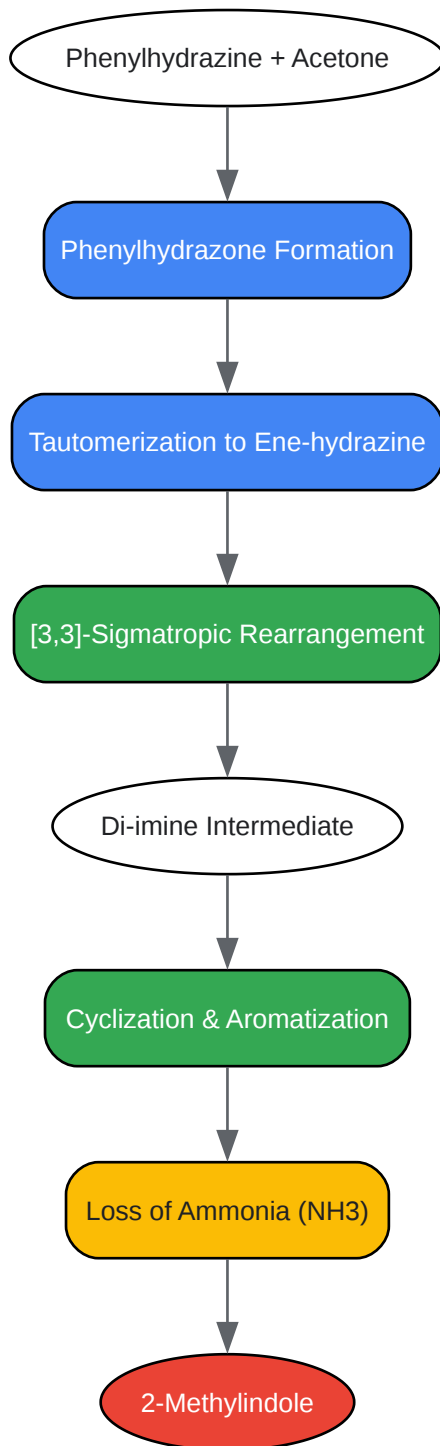 Phenylhydrazine + Acetone
Phenylhydrazone Formation
Tautomerization to Ene-hydrazine
[3,3]-Sigmatropic Rearrangement
Di-imine Intermediate
Cyclization & Aromatization
Loss of Ammonia (NH3)
2-Methylindole